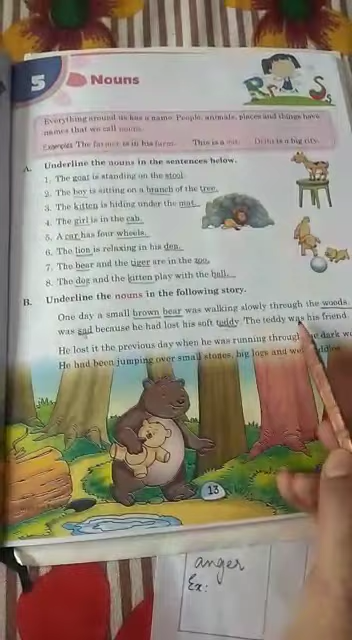 5 Nouns
R S
Everything around us has a name. People, animals, places and things have
names that we call nouns.
Examples The farmer is in his farm. This is a cat. Delhi is a big city.
A. Underline the nouns in the sentences below.
1. The goat is standing on the stool.
2. The boy is sitting on a branch of the tree.
3. The kitten is hiding under the mat.
4. The girl is in the cab.
5. A car has four wheels.
6. The lion is relaxing in his den.
7. The bear and the tiger are in the zoo.
8. The dog and the kitten play with the ball.
B. Underline the nouns in the following story.
One day a small brown bear was walking slowly through the woods.
was sad because he had lost his soft teddy. The teddy was his friend.
He lost it the previous day when he was running through dark
He had been jumping over small stones, big logs and
13
anger
Ex: